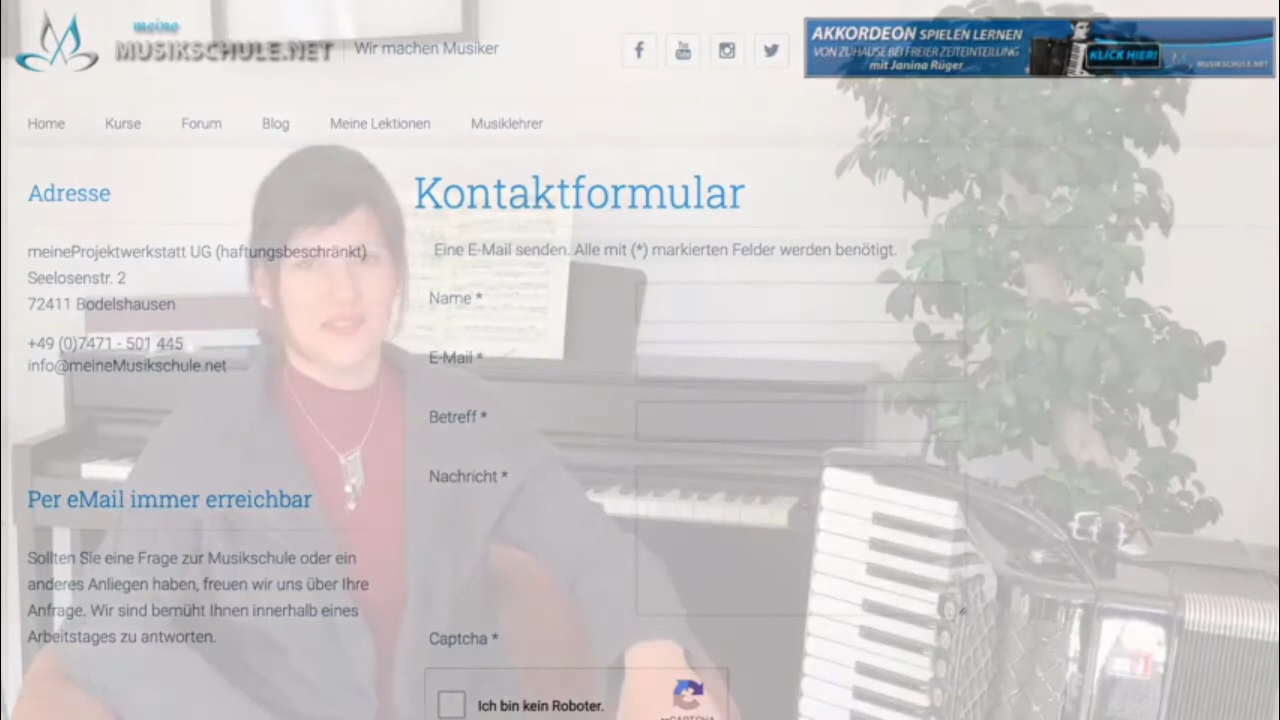 meine
MUSIKSCHULE.NET
Wir machen Musiker
AKKORDEON SPIELEN LERNEN
VON ZUHAUSE BEI FREIER ZEITEINTEILUNG
mit Janina Rüger
KLICK HIER!
MUSIKSCHULE.NET
Home Kurse Forum Blog Meine Lektionen Musiklehrer
Adresse
meineProjektwerkstatt UG (haftungsbeschränkt)
Seelosenstr. 2
72411 Bodelshausen
+49 (0)7471 - 501 445
info@meineMusikschule.net
Per eMail immer erreichbar
Sollten Sie eine Frage zur Musikschule oder ein
anderes Anliegen haben, freuen wir uns über Ihre
Anfrage. Wir sind bemüht Ihnen innerhalb eines
Arbeitstages zu antworten.
Kontaktformular
Eine E-Mail senden. Alle mit (*) markierten Felder werden benötigt.
Name *
E-Mail *
Betreff *
Nachricht *
Captcha *
Ich bin kein Roboter.
reCAPTCHA